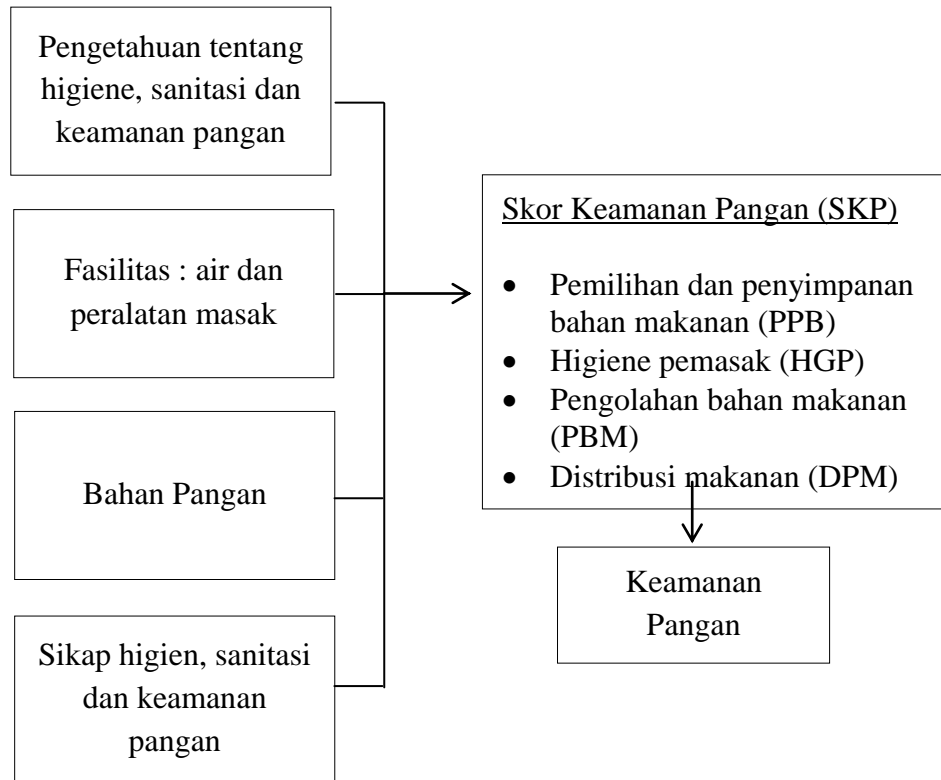 Pengetahuan tentang
higiene, sanitasi dan
keamanan pangan
Fasilitas : air dan
peralatan masak
Bahan Pangan
Sikap higien, sanitasi
dan keamanan
pangan
Skor Keamanan Pangan (SKP)
• Pemilihan dan penyimpanan
bahan makanan (PPB)
• Higiene pemasak (HGP)
• Pengolahan bahan makanan
(PBM)
• Distribusi makanan (DPM)
Keamanan
Pangan